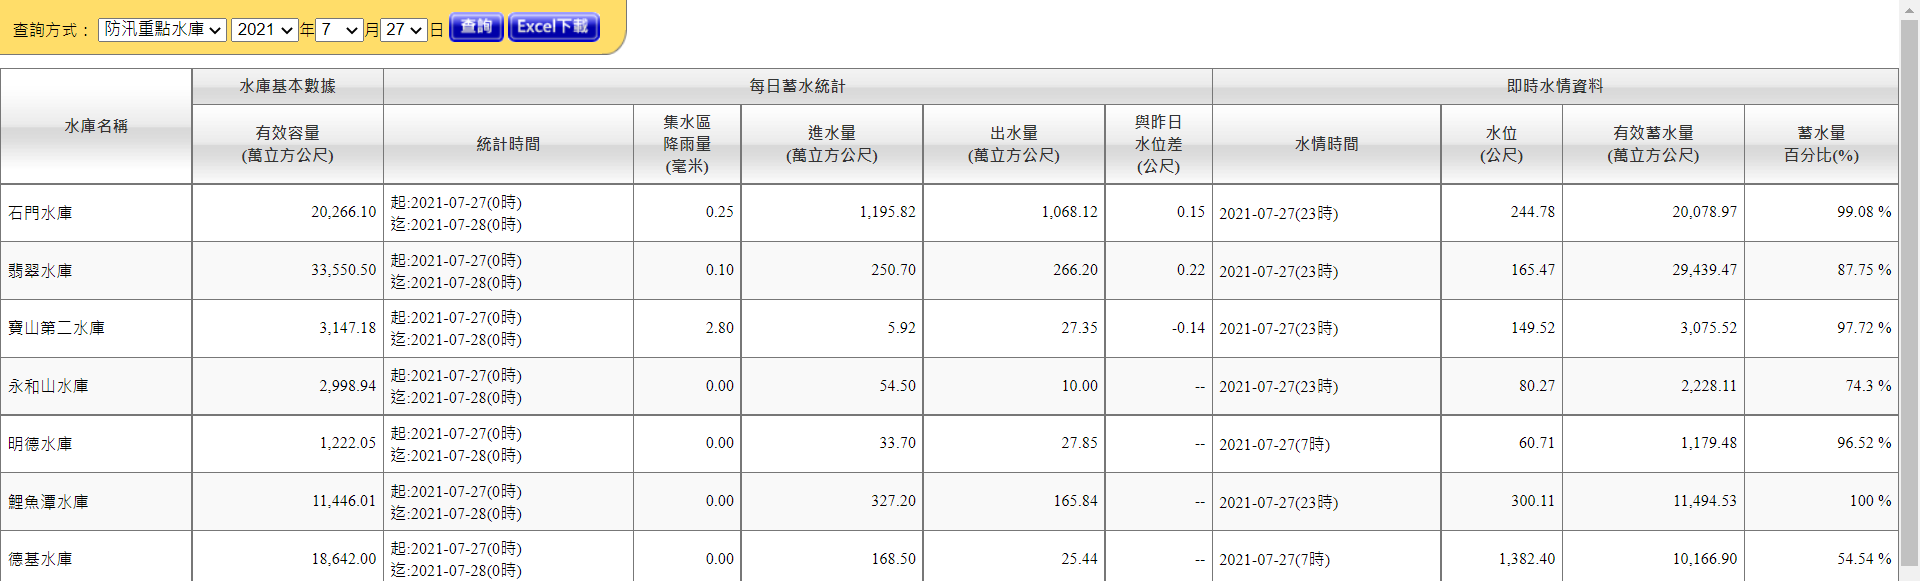 查詢方式： 防汛重點水庫 2021 年 7 月 27 日 查詢 Excel下載
水庫名稱 水庫基本數據 每日蓄水統計 即時水情資料
有效容量
(萬立方公尺)
統計時間
集水區
降雨量
(毫米)
進水量
(萬立方公尺)
出水量
(萬立方公尺)
與昨日
水位差
(公尺)
水情時間
水位
(公尺)
有效蓄水量
(萬立方公尺)
蓄水量
百分比(%)
石門水庫 20,266.10 起:2021-07-27(0時)
迄:2021-07-28(0時) 0.25 1,195.82 1,068.12 0.15 2021-07-27(23時) 244.78 20,078.97 99.08 %
翡翠水庫 33,550.50 起:2021-07-27(0時)
迄:2021-07-28(0時) 0.10 250.70 266.20 0.22 2021-07-27(23時) 165.47 29,439.47 87.75 %
寶山第二水庫 3,147.18 起:2021-07-27(0時)
迄:2021-07-28(0時) 2.80 5.92 27.35 -0.14 2021-07-27(23時) 149.52 3,075.52 97.72 %
永和山水庫 2,998.94 起:2021-07-27(0時)
迄:2021-07-28(0時) 0.00 54.50 10.00 -- 2021-07-27(23時) 80.27 2,228.11 74.3 %
明德水庫 1,222.05 起:2021-07-27(0時)
迄:2021-07-28(0時) 0.00 33.70 27.85 -- 2021-07-27(7時) 60.71 1,179.48 96.52 %
鯉魚潭水庫 11,446.01 起:2021-07-27(0時)
迄:2021-07-28(0時) 0.00 327.20 165.84 -- 2021-07-27(23時) 300.11 11,494.53 100 %
德基水庫 18,642.00 起:2021-07-27(0時)
迄:2021-07-28(0時) 0.00 168.50 25.44 -- 2021-07-27(7時) 1,382.40 10,166.90 54.54 %